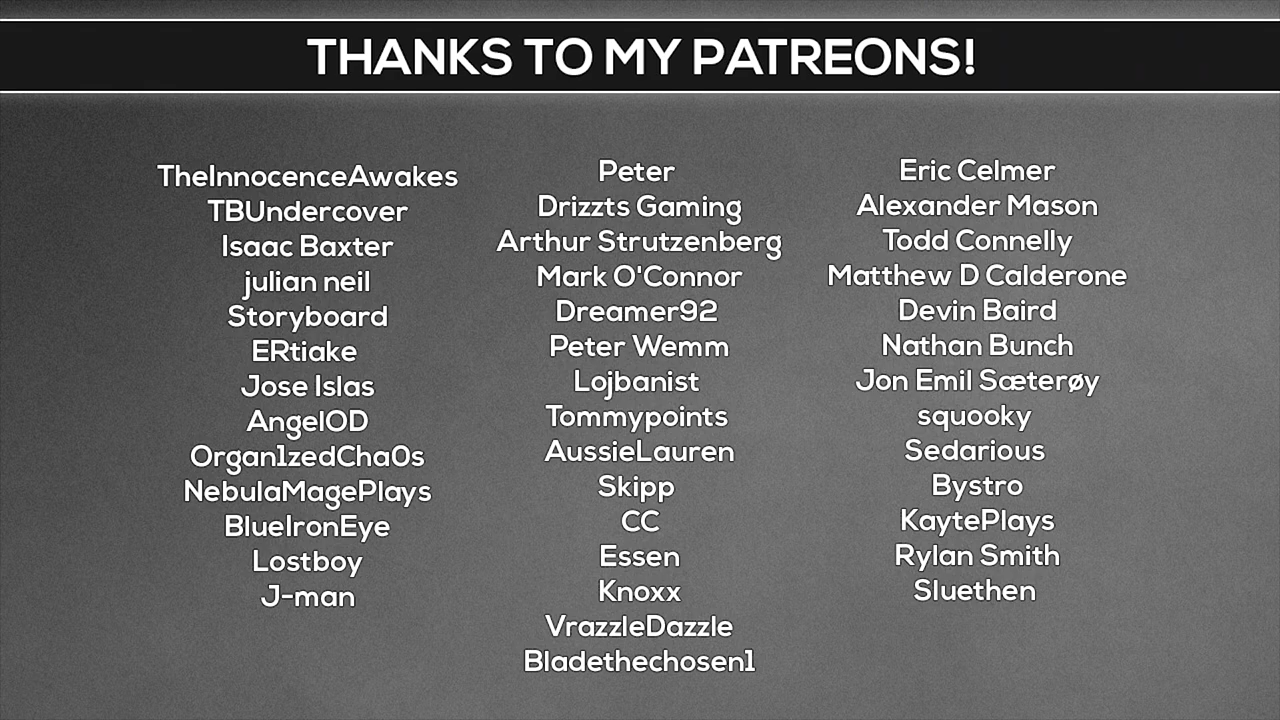 THANKS TO MY PATREONS!
TheInnocenceAwakes
TBUndercover
Isaac Baxter
julian neil
Storyboard
ERtiake
Jose Islas
AngelOD
Organ1zedCha0s
NebulaMagePlays
BlueIronEye
Lostboy
J-man
Peter
Drizzts Gaming
Arthur Strutzenberg
Mark O'Connor
Dreamer92
Peter Wemm
Lojbanist
Tommypoints
AussieLauren
Skipp
CC
Essen
Knoxx
VrazzleDazzle
Bladethechosen1
Eric Celmer
Alexander Mason
Todd Connelly
Matthew D Calderone
Devin Baird
Nathan Bunch
Jon Emil Sæterøy
squooky
Sedarious
Bystro
KaytePlays
Rylan Smith
Sluethen